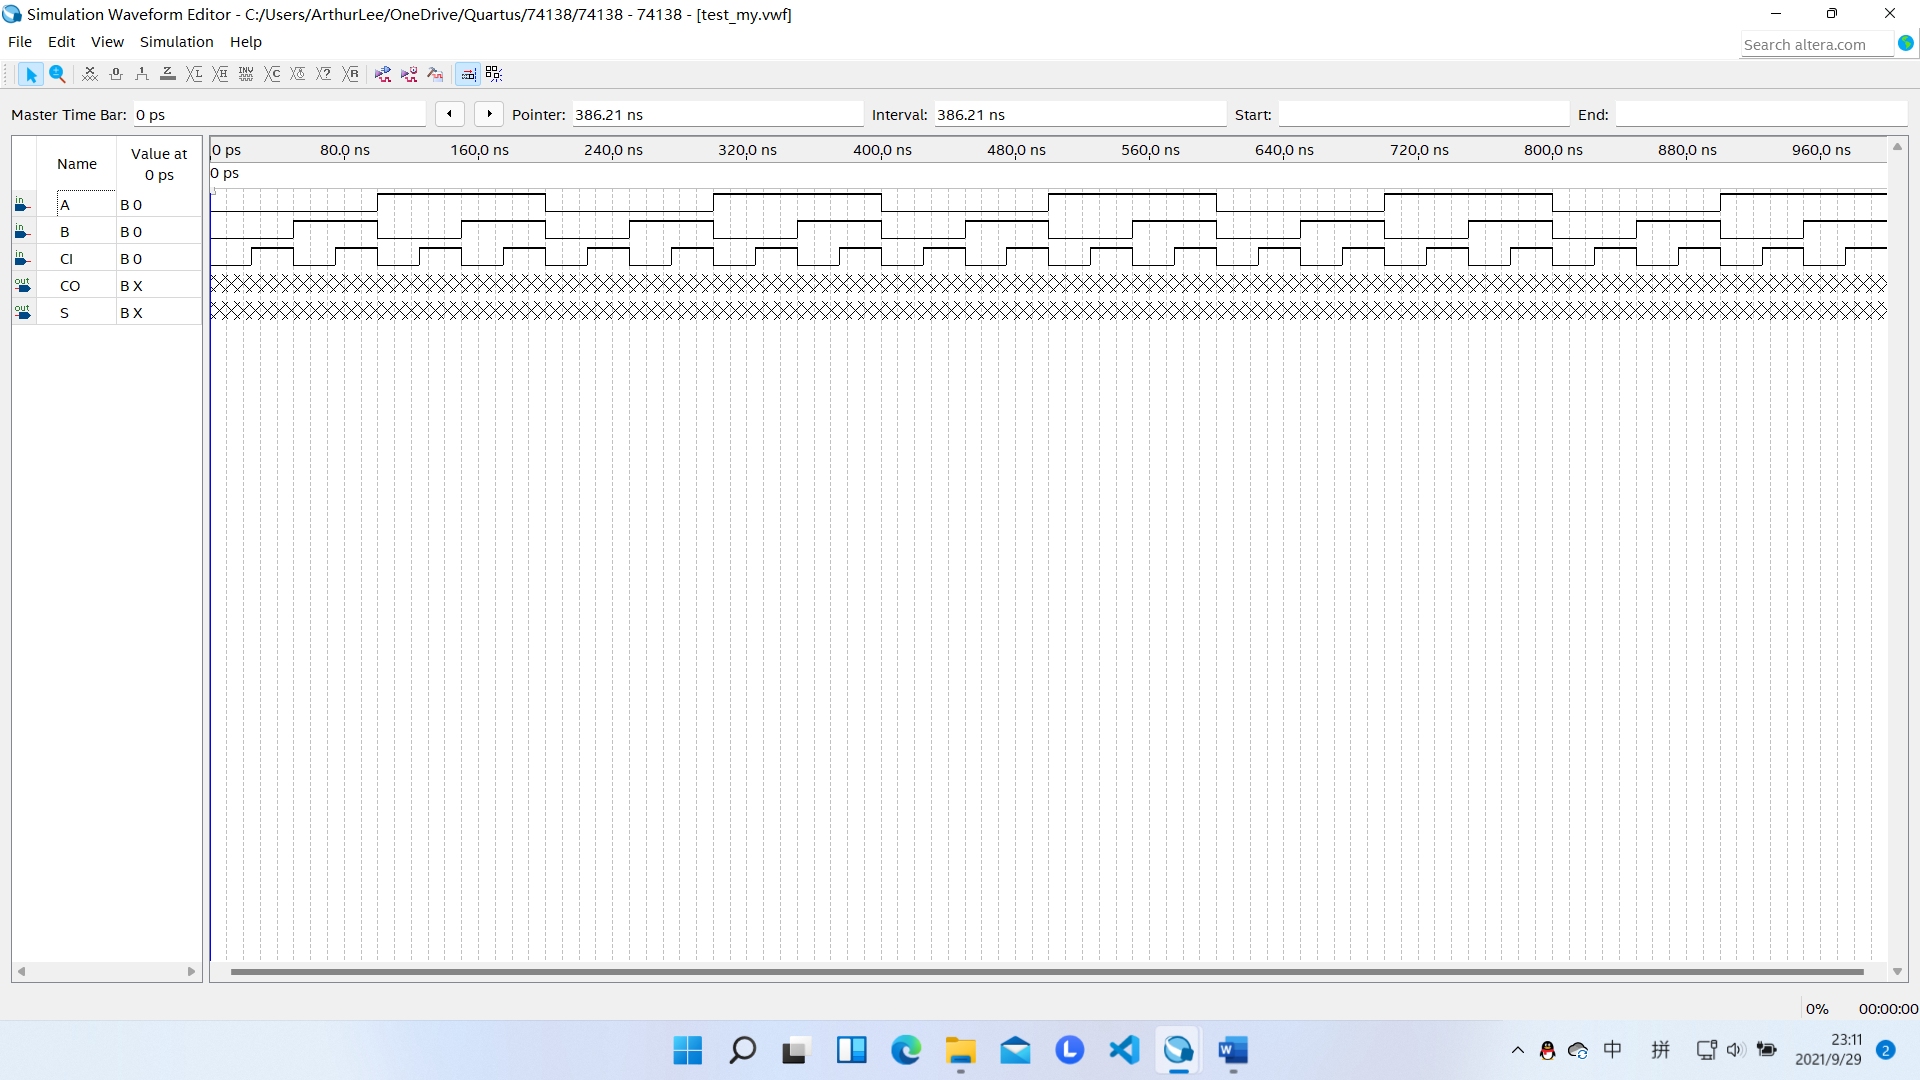 Simulation Waveform Editor - C:/Users/ArthurLee/OneDrive/Quartus/74138/74138 - 74138 - [test_my.vwf]
File Edit View Simulation Help
Search altera.com
Master Time Bar: 0 ps Pointer: 386.21 ns Interval: 386.21 ns Start: End:
Name Value at 0 ps
0 ps 80.0 ns 160.0 ns 240.0 ns 320.0 ns 400.0 ns 480.0 ns 560.0 ns 640.0 ns 720.0 ns 800.0 ns 880.0 ns 960.0 ns
0 ps
in A B 0
in B B 0
in CI B 0
out CO B X
out S B X
0% 00:00:00
中 拼 23:11
2021/9/29 2